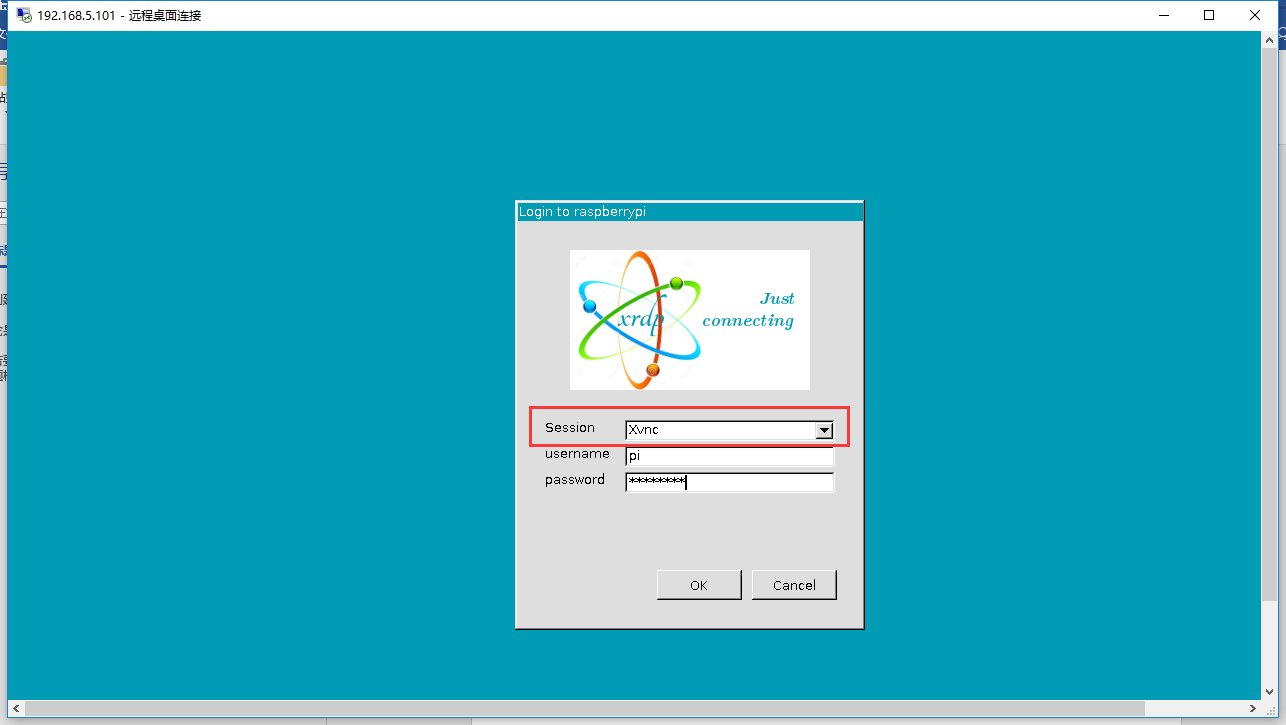 192.168.5.101 - 远程桌面连接
Login to raspberrypi
xrdp
Just
connecting
Session
Xvnc
username
pi
password
********
OK
Cancel